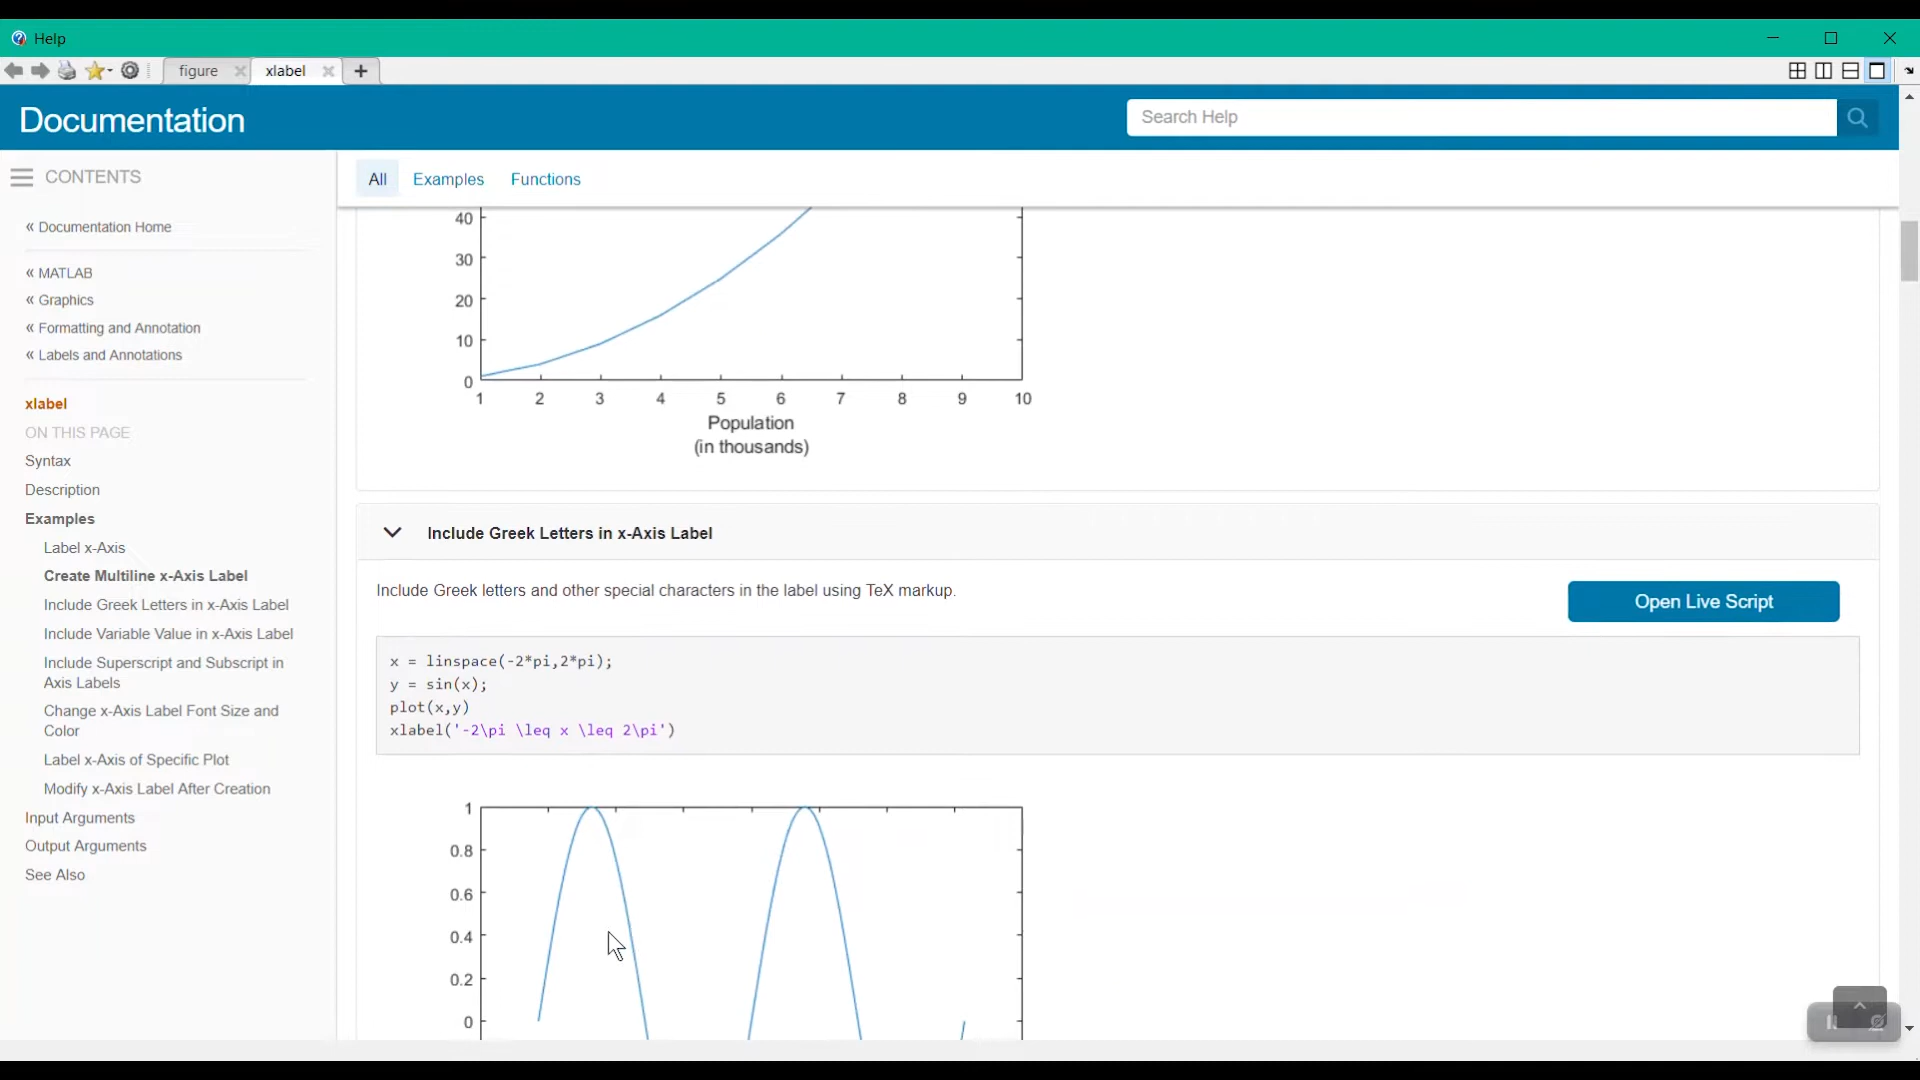 Help
figure
xlabel
Documentation
Search Help
CONTENTS
All
Examples
Functions
« Documentation Home
« MATLAB
« Graphics
« Formatting and Annotation
« Labels and Annotations
xlabel
ON THIS PAGE
Syntax
Description
Examples
Label x-Axis
Create Multiline x-Axis Label
Include Greek Letters in x-Axis Label
Include Variable Value in x-Axis Label
Include Superscript and Subscript in
Axis Labels
Change x-Axis Label Font Size and
Color
Label x-Axis of Specific Plot
Modify x-Axis Label After Creation
Input Arguments
Output Arguments
See Also
40
30
20
10
0
1 2 3 4 5 6 7 8 9 10
Population
(in thousands)
Include Greek Letters in x-Axis Label
Include Greek letters and other special characters in the label using TeX markup.
Open Live Script
x = linspace(-2*pi,2*pi);
y = sin(x);
plot(x,y)
xlabel('-2\pi \leq x \leq 2\pi')
1
0.8
0.6
0.4
0.2
0